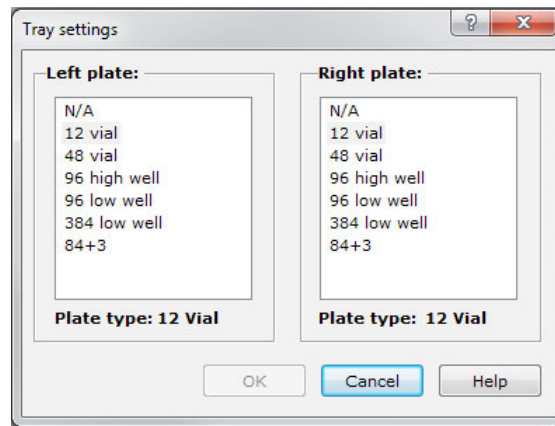 Tray settings
Left plate:
N/A
12 vial
48 vial
96 high well
96 low well
384 low well
84+3
Plate type: 12 Vial
Right plate:
N/A
12 vial
48 vial
96 high well
96 low well
384 low well
84+3
Plate type: 12 Vial
OK
Cancel
Help